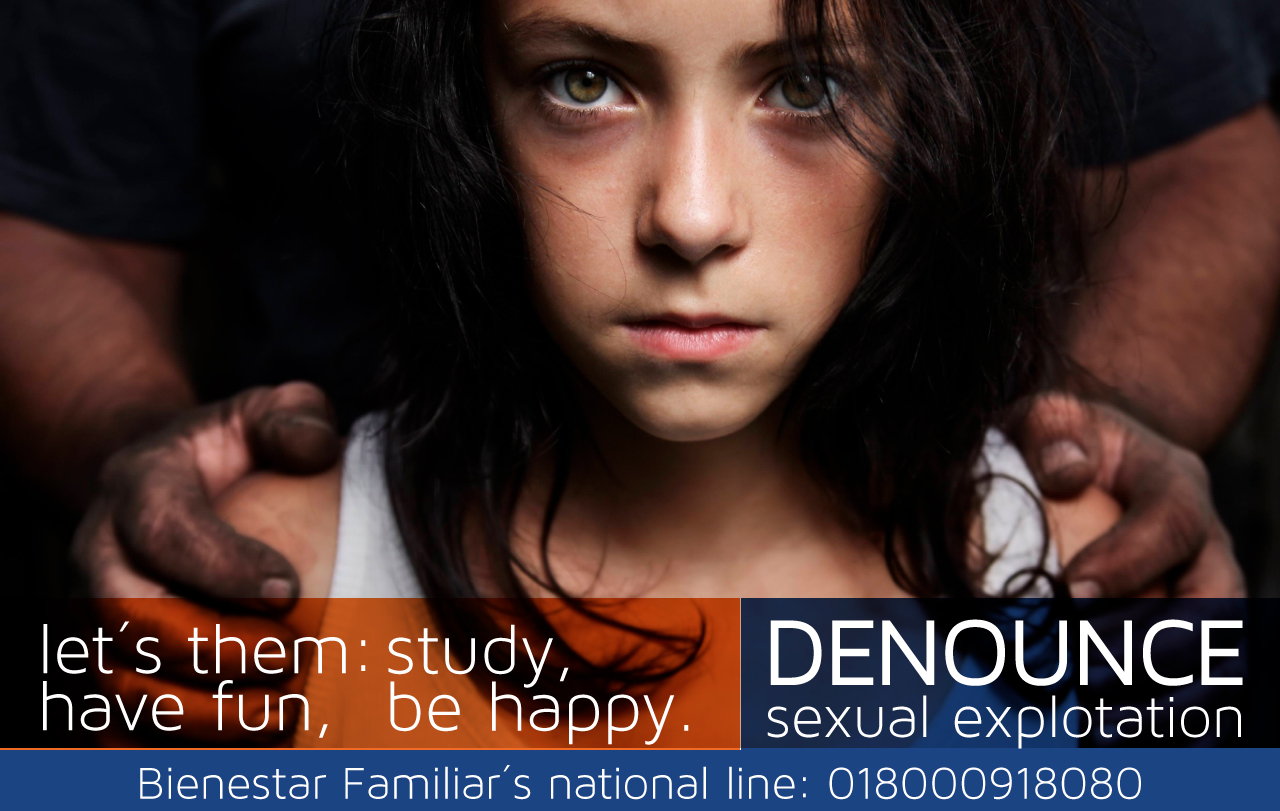 let´s them: study,
have fun, be happy.
DENOUNCE
sexual explotation
Bienestar Familiar´s national line: 018000918080